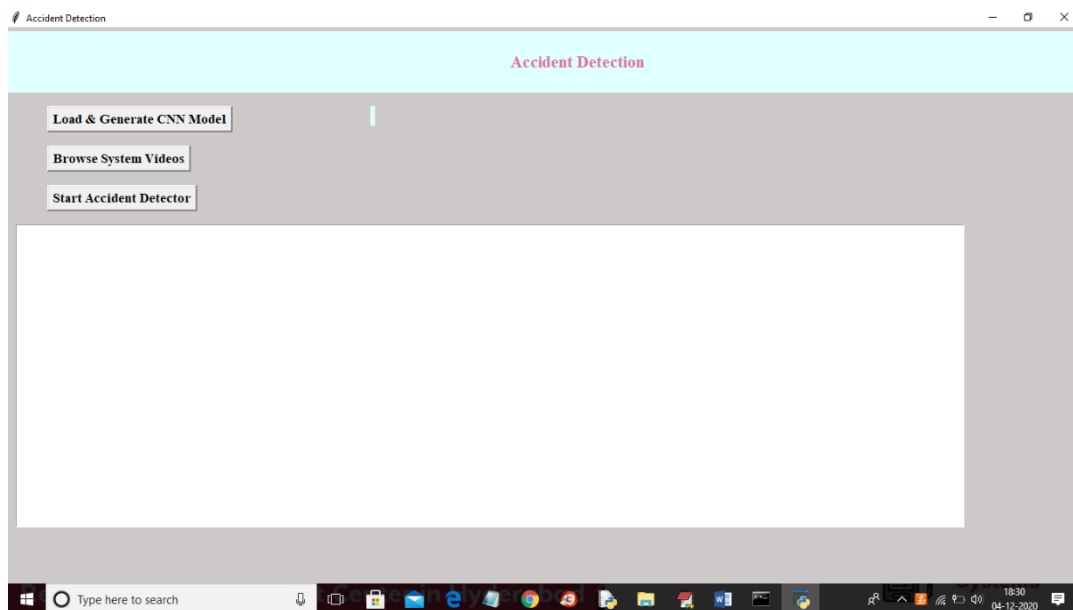 Accident Detection
Accident Detection
Load & Generate CNN Model
Browse System Videos
Start Accident Detector
Type here to search
18:30
04-12-2020